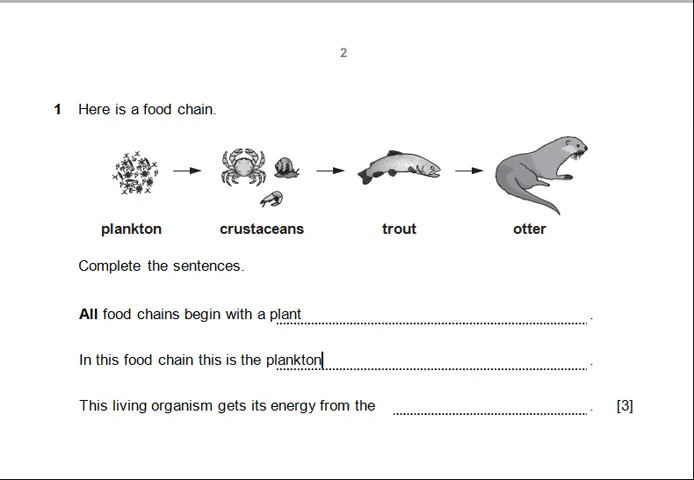 2
1 Here is a food chain.
plankton crustaceans trout otter
Complete the sentences.
All food chains begin with a plant .
In this food chain this is the plankton .
This living organism gets its energy from the . [3]